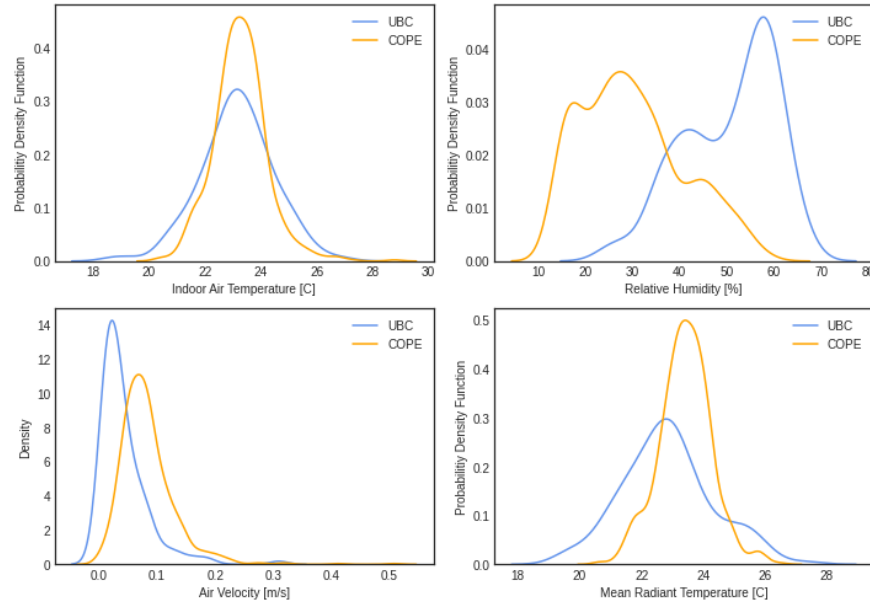 UBC
COPE
Probabilitiy Density Function
0.4
0.3
0.2
0.1
0.0
18 20 22 24 26 28 30
Indoor Air Temperature [C]
UBC
COPE
Probabilitiy Density Function
0.04
0.03
0.02
0.01
0.00
10 20 30 40 50 60 70 80
Relative Humidity [%]
UBC
COPE
Density
14
12
10
8
6
4
2
0
0.0 0.1 0.2 0.3 0.4 0.5
Air Velocity [m/s]
UBC
COPE
Probabilitiy Density Function
0.5
0.4
0.3
0.2
0.1
0.0
18 20 22 24 26 28
Mean Radiant Temperature [C]